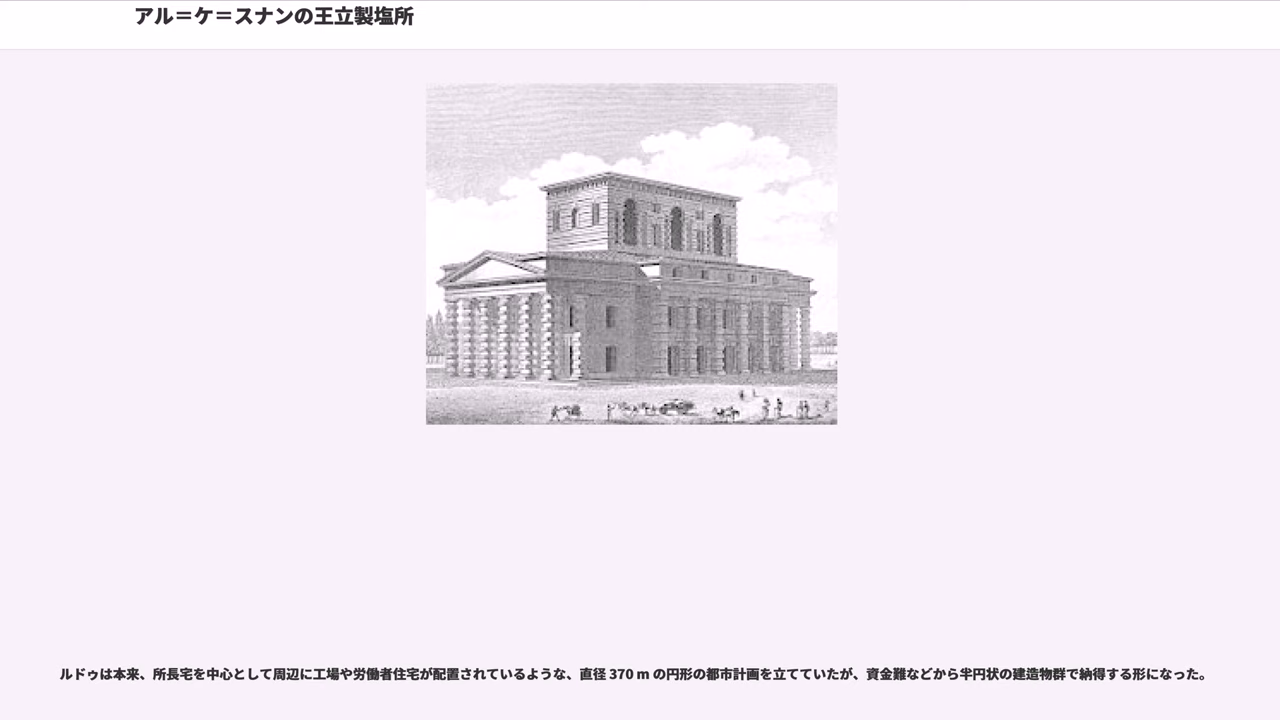 アル＝ケ＝スナンの王立製塩所
ルドゥは本来、所長宅を中心として周辺に工場や労働者住宅が配置されているような、直径 370 m の円形の都市計画を立てていたが、資金難などから半円状の建造物群で納得する形になった。